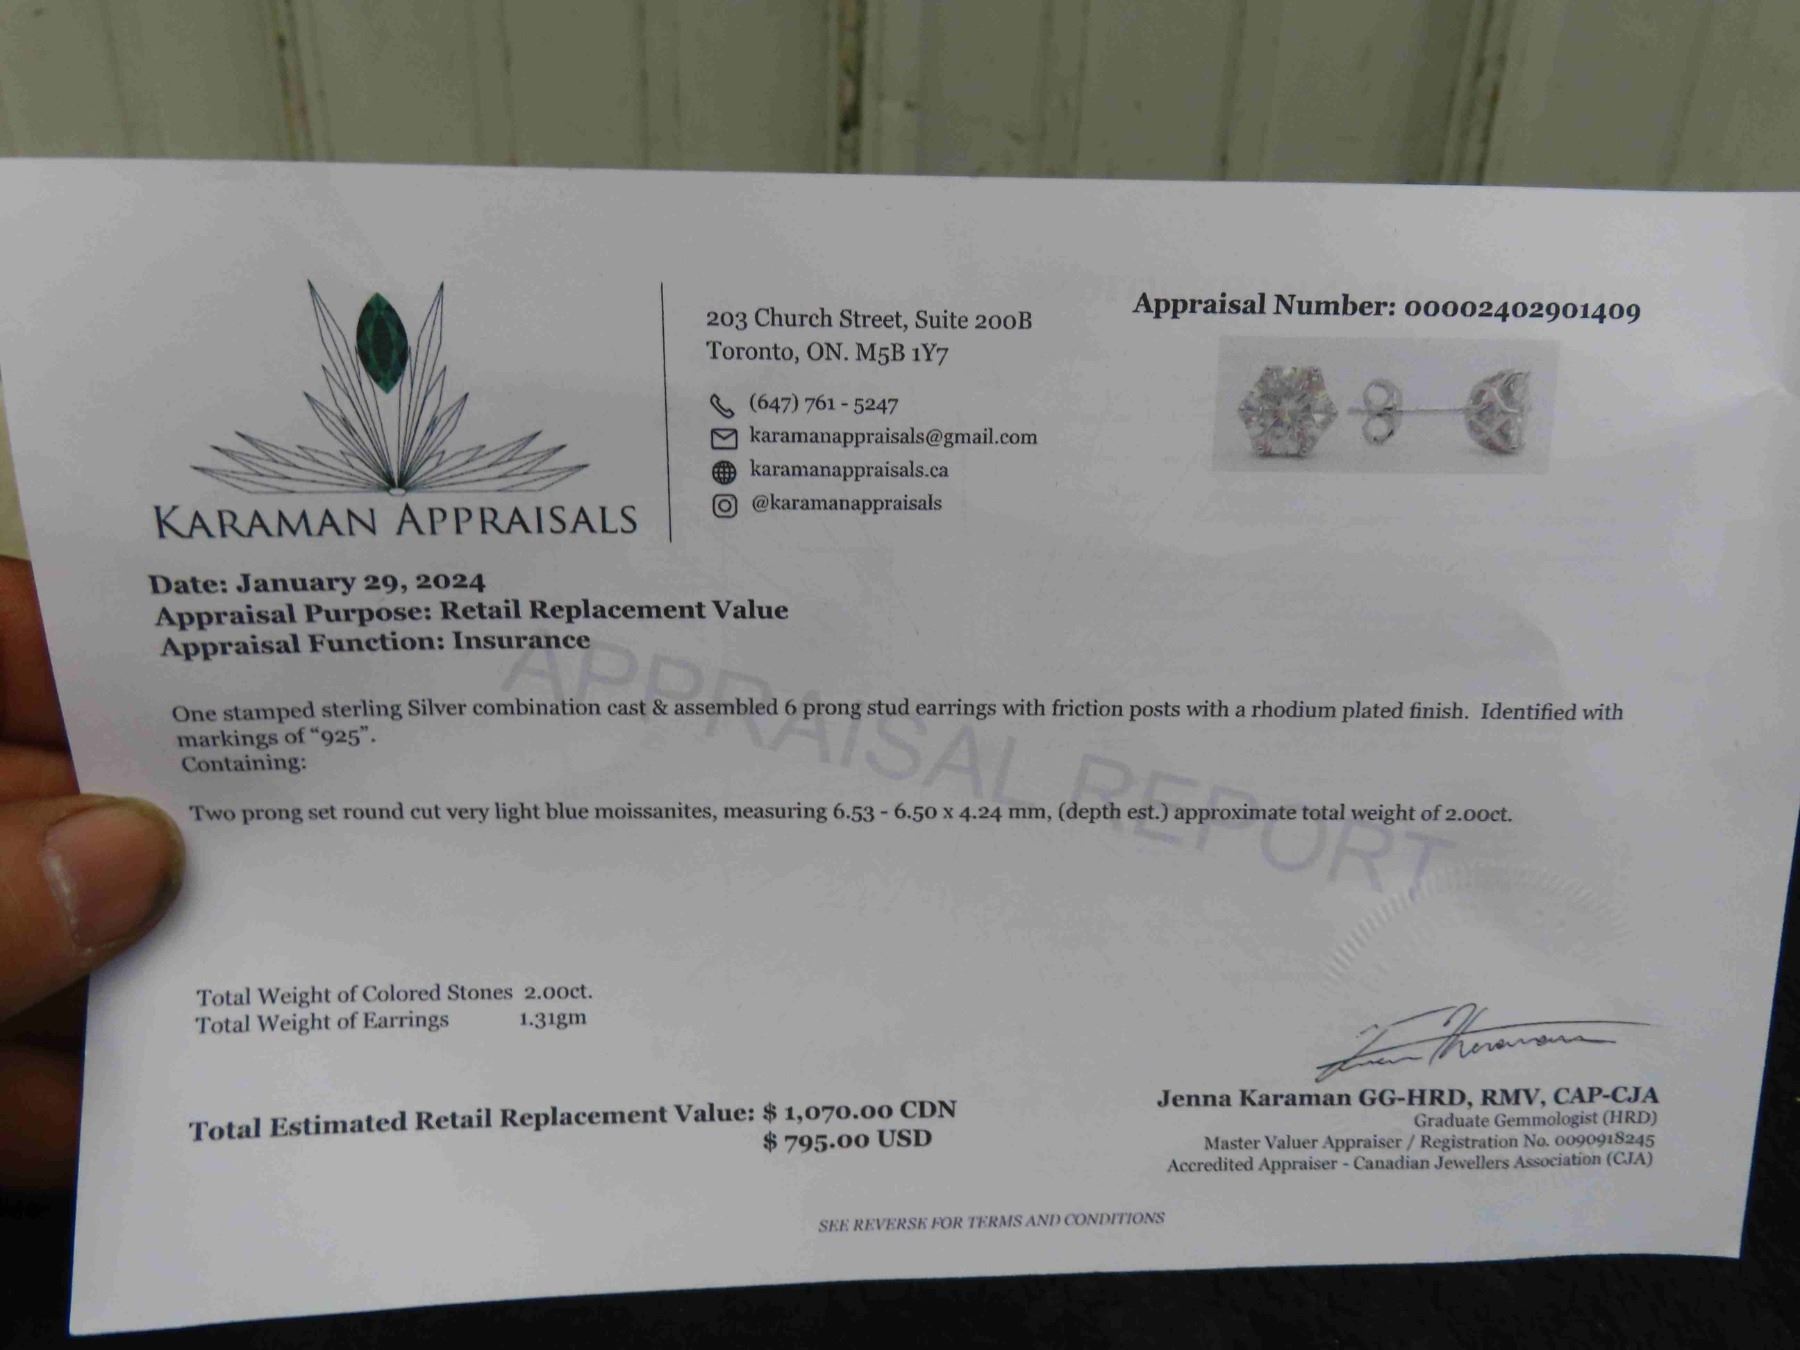 KARAMAN APPRAISALS
203 Church Street, Suite 200B
Toronto, ON. M5B 1Y7
(647) 761 - 5247
karamanappraisals@gmail.com
karamanappraisals.ca
@karamanappraisals
Appraisal Number: 00002402901409
Date: January 29, 2024
Appraisal Purpose: Retail Replacement Value
Appraisal Function: Insurance
APPRAISAL REPORT
One stamped sterling Silver combination cast & assembled 6 prong stud earrings with friction posts with a rhodium plated finish. Identified with
markings of “925”.
Containing:
Two prong set round cut very light blue moissanites, measuring 6.53 - 6.50 x 4.24 mm, (depth est.) approximate total weight of 2.00ct.
Total Weight of Colored Stones 2.00ct.
Total Weight of Earrings 1.31gm
Total Estimated Retail Replacement Value: $ 1,070.00 CDN
$ 795.00 USD
Jenna Karaman GG-HRD, RMV, CAP-CJA
Graduate Gemmologist (HRD)
Master Valuer Appraiser / Registration No. 0090918245
Accredited Appraiser - Canadian Jewellers Association (CJA)
SEE REVERSE FOR TERMS AND CONDITIONS